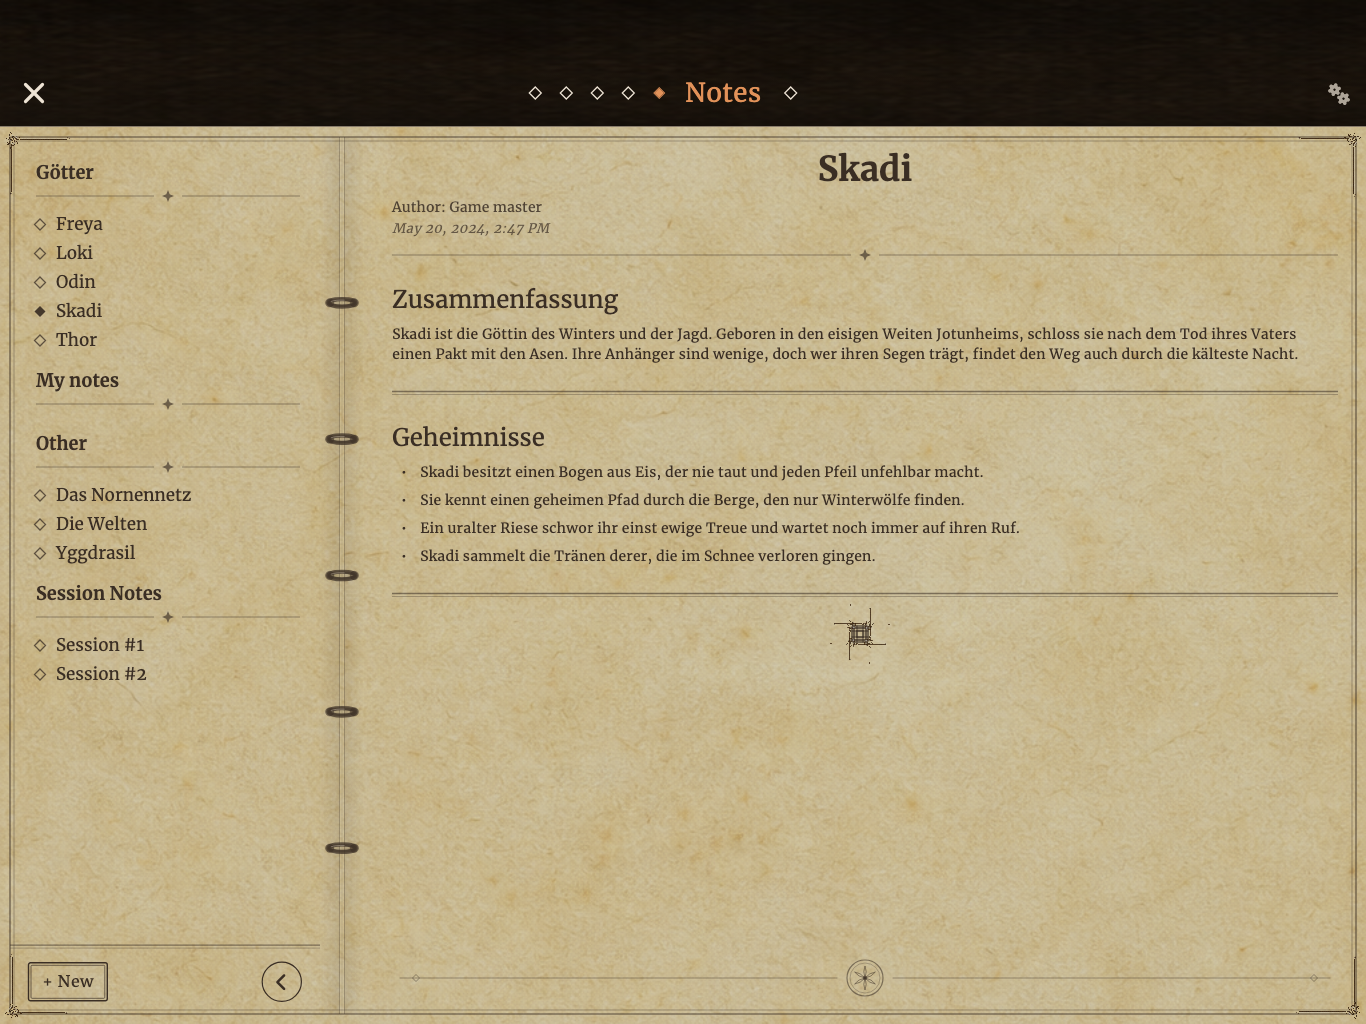 Notes
Götter
Freya
Loki
Odin
Skadi
Thor
My notes
Other
Das Nornennetz
Die Welten
Yggdrasil
Session Notes
Session #1
Session #2
+ New
Skadi
Author: Game master
May 20, 2024, 2:47 PM
Zusammenfassung
Skadi ist die Göttin des Winters und der Jagd. Geboren in den eisigen Weiten Jotunheims, schloss sie nach dem Tod ihres Vaters
einen Pakt mit den Asen. Ihre Anhänger sind wenige, doch wer ihren Segen trägt, findet den Weg auch durch die kälteste Nacht.
Geheimnisse
• Skadi besitzt einen Bogen aus Eis, der nie taut und jeden Pfeil unfehlbar macht.
• Sie kennt einen geheimen Pfad durch die Berge, den nur Winterwölfe finden.
• Ein uralter Riese schwor ihr einst ewige Treue und wartet noch immer auf ihren Ruf.
• Skadi sammelt die Tränen derer, die im Schnee verloren gingen.